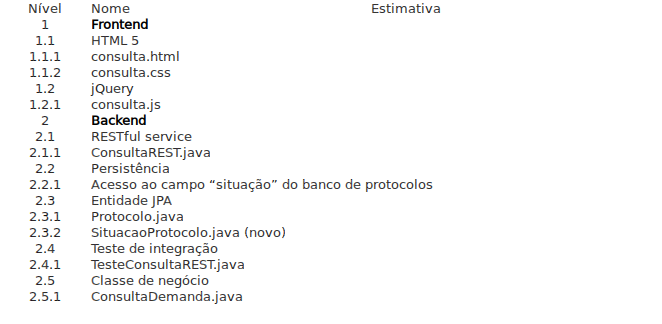 Nível Nome Estimativa
1 Frontend
1.1 HTML 5
1.1.1 consulta.html
1.1.2 consulta.css
1.2 jQuery
1.2.1 consulta.js
2 Backend
2.1 RESTful service
2.1.1 ConsultaREST.java
2.2 Persistência
2.2.1 Acesso ao campo “situação” do banco de protocolos
2.3 Entidade JPA
2.3.1 Protocolo.java
2.3.2 SituacaoProtocolo.java (novo)
2.4 Teste de integração
2.4.1 TesteConsultaREST.java
2.5 Classe de negócio
2.5.1 ConsultaDemanda.java